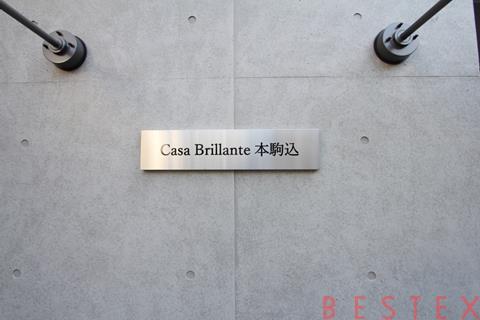 Casa Brillante 本駒込
BESTEX